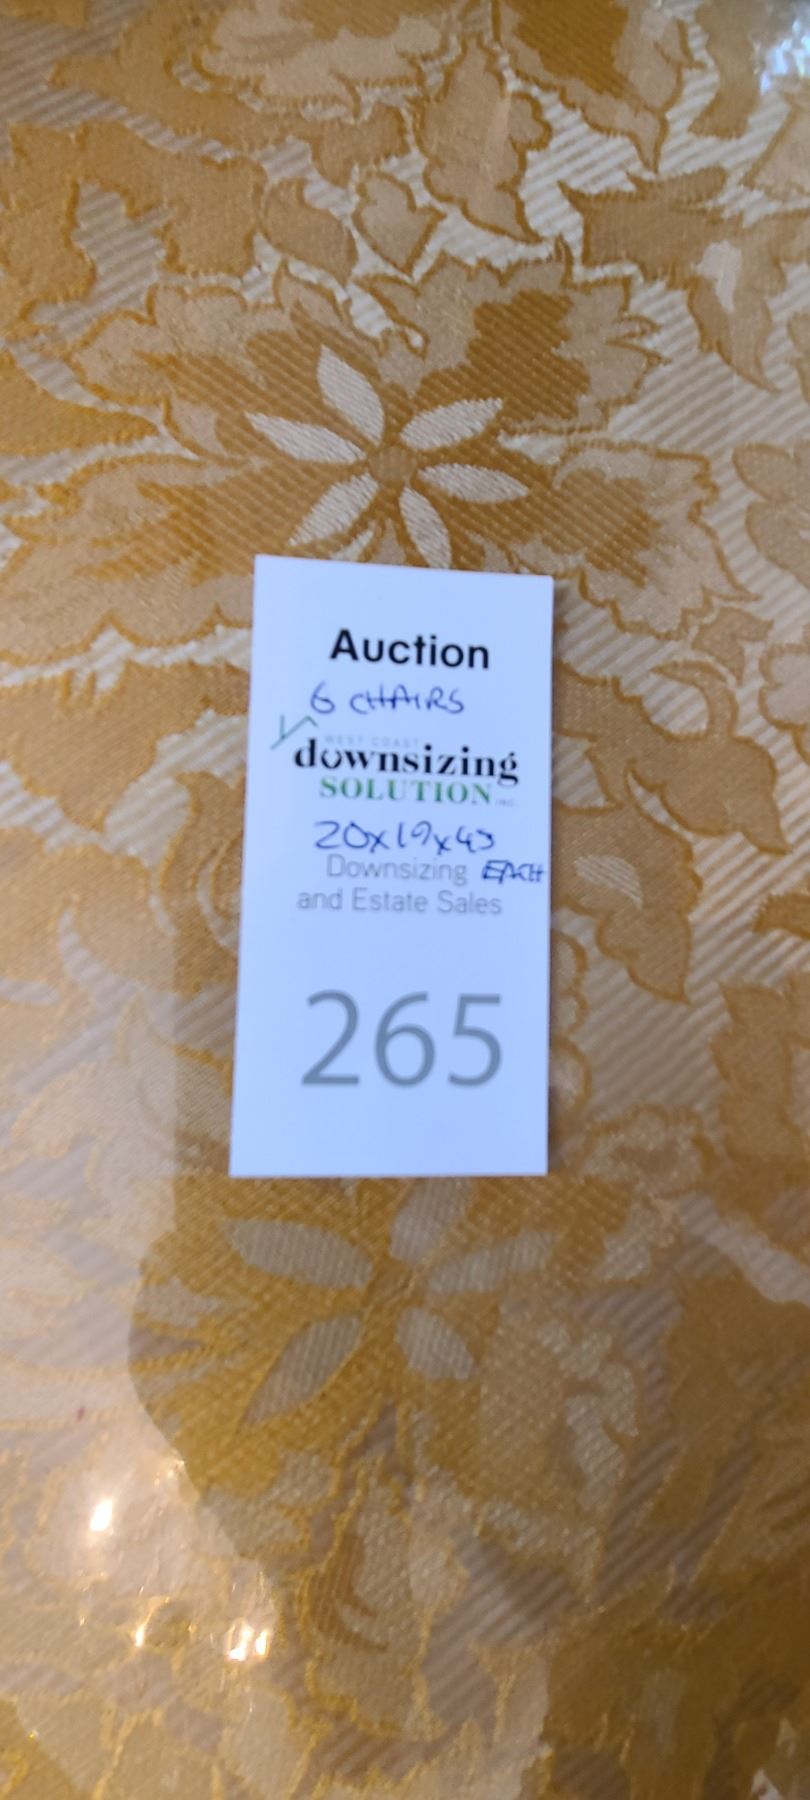 Auction
6 CHAIRS
WEST COAST
downsizing
SOLUTION INC.
20x19x43
Downsizing EACH
and Estate Sales
265